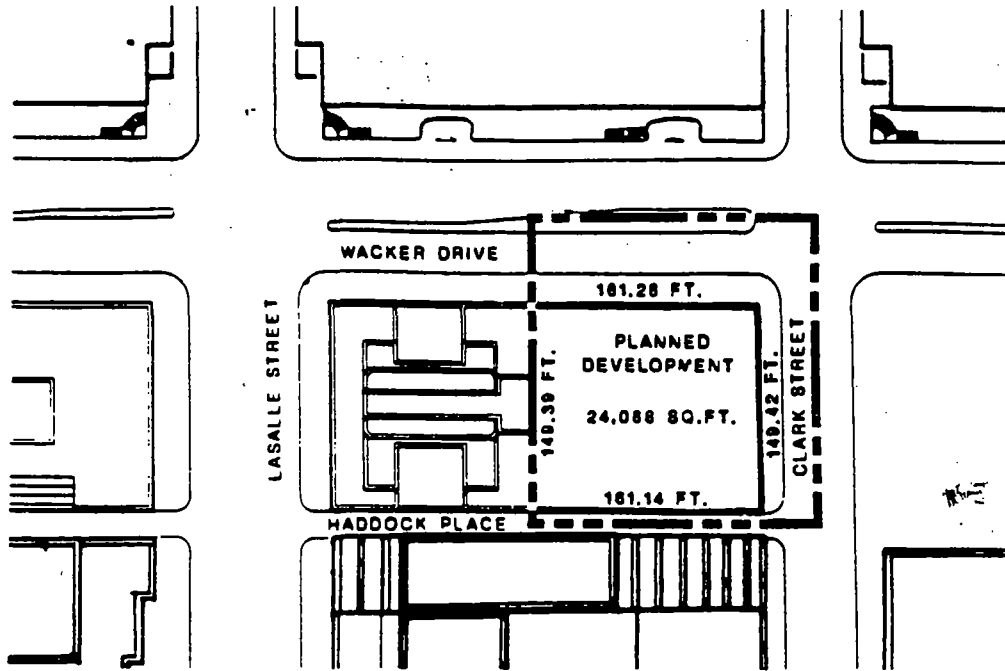 WACKER DRIVE
161.26 FT.
LASALLE STREET
PLANNED
DEVELOPMENT
24,088 SQ.FT.
149.39 FT.
149.42 FT.
CLARK STREET
161.14 FT.
HADDOCK PLACE